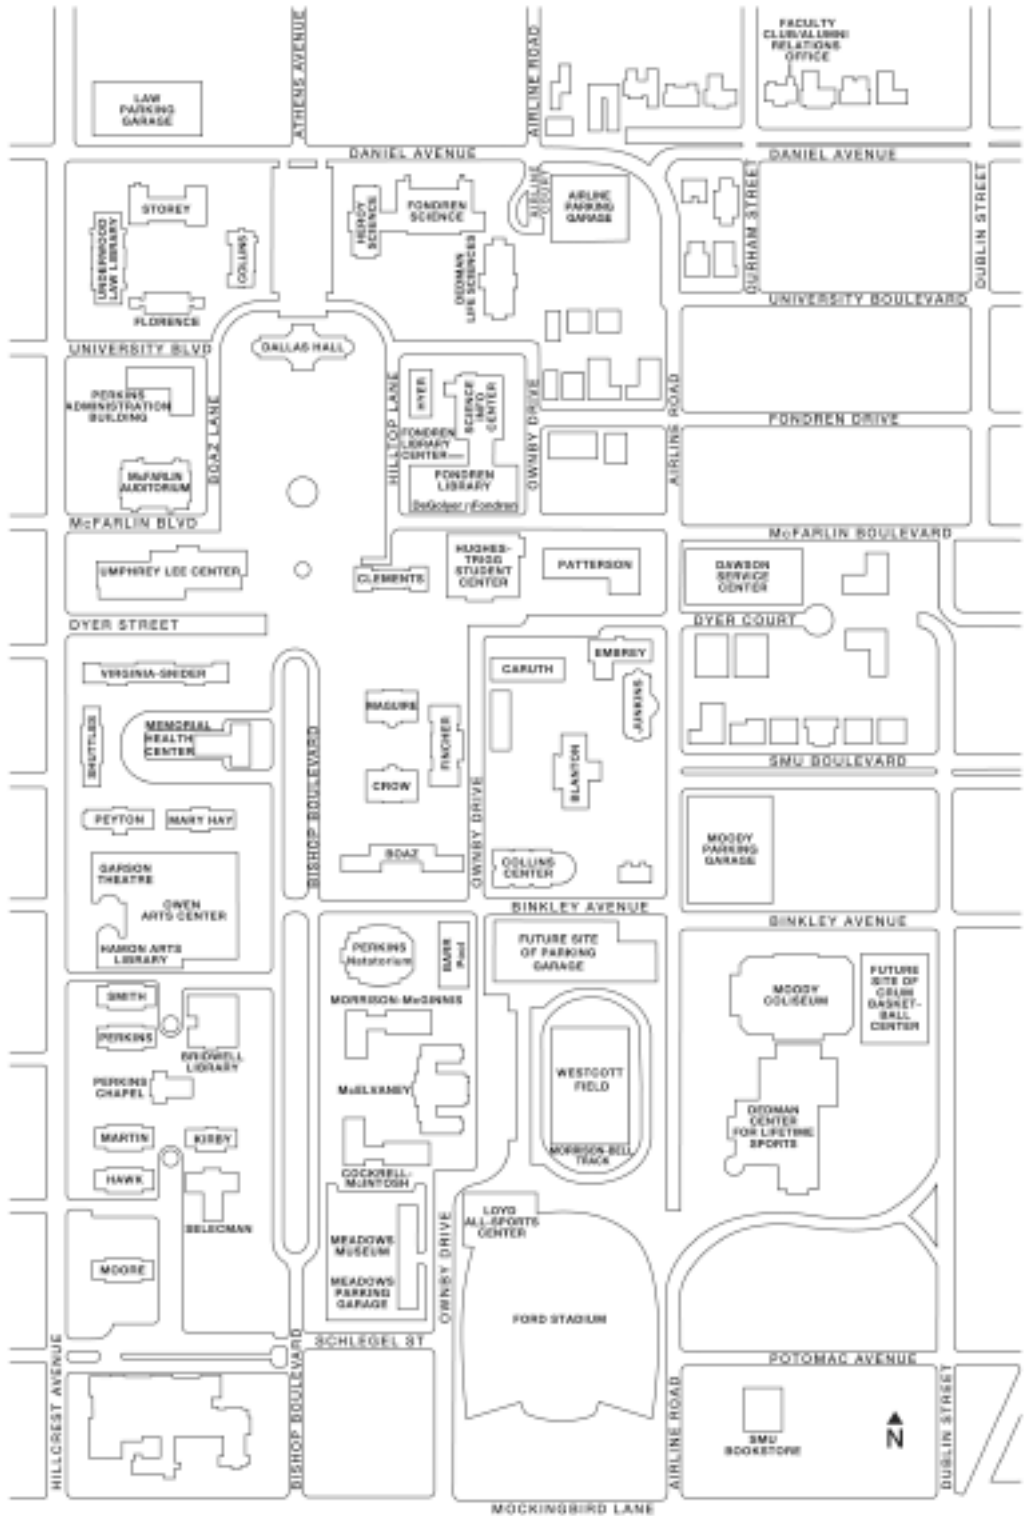 FACULTY
CLUB/ALUMNI
RELATIONS
OFFICE
ATHENS AVENUE
AIRLINE ROAD
LAW
PARKING
GARAGE
DANIEL AVENUE
DANIEL AVENUE
STOREY
UNDERWOOD
LAW LIBRARY
COLLINS
FLORENCE
HEROY
SCIENCE
FONDREN
SCIENCE
AIRLINE
COURT
AIRLINE
PARKING
GARAGE
DEDMAN
LIFE SCIENCES
DURHAM STREET
DUBLIN STREET
UNIVERSITY BOULEVARD
UNIVERSITY BLVD
DALLAS HALL
PERKINS
ADMINISTRATION
BUILDING
BOAZ LANE
HILLTOP LANE
HYER
SCIENCE
INFO
CENTER
FONDREN
LIBRARY
CENTER
OWNBY DRIVE
AIRLINE ROAD
FONDREN DRIVE
McFARLIN
AUDITORIUM
FONDREN
LIBRARY
DeGolyer / Fondren
McFARLIN BLVD
McFARLIN BOULEVARD
UMPHREY LEE CENTER
CLEMENTS
HUGHES-
TRIGG
STUDENT
CENTER
PATTERSON
DAWSON
SERVICE
CENTER
DYER STREET
DYER COURT
VIRGINIA-SNIDER
CARUTH
EMBREY
JUNKINS
SHUTTLES
MEMORIAL
HEALTH
CENTER
BISHOP BOULEVARD
MAGUIRE
FINCHER
CROW
BLANTON
OWNBY DRIVE
SMU BOULEVARD
PEYTON
MARY HAY
MOODY
PARKING
GARAGE
BOAZ
COLLINS
CENTER
GARSON
THEATRE
OWEN
ARTS CENTER
HAMON ARTS
LIBRARY
BINKLEY AVENUE
BINKLEY AVENUE
PERKINS
Natatorium
BARR
Pool
FUTURE SITE
OF PARKING
GARAGE
MOODY
COLISEUM
FUTURE
SITE OF
CRUM
BASKET-
BALL
CENTER
SMITH
PERKINS
BRIDWELL
LIBRARY
MORRISON-McGINNIS
PERKINS
CHAPEL
McELVANEY
WESTCOTT
FIELD
DEDMAN
CENTER
FOR LIFETIME
SPORTS
MARTIN
KIRBY
MORRISON-BELL
TRACK
HAWK
COCKRELL-
McINTOSH
SELECMAN
LOYD
ALL-SPORTS
CENTER
MEADOWS
MUSEUM
MOORE
MEADOWS
PARKING
GARAGE
OWNBY DRIVE
FORD STADIUM
SCHLEGEL ST
POTOMAC AVENUE
HILLCREST AVENUE
BISHOP BOULEVARD
AIRLINE ROAD
SMU
BOOKSTORE
N
DUBLIN STREET
MOCKINGBIRD LANE